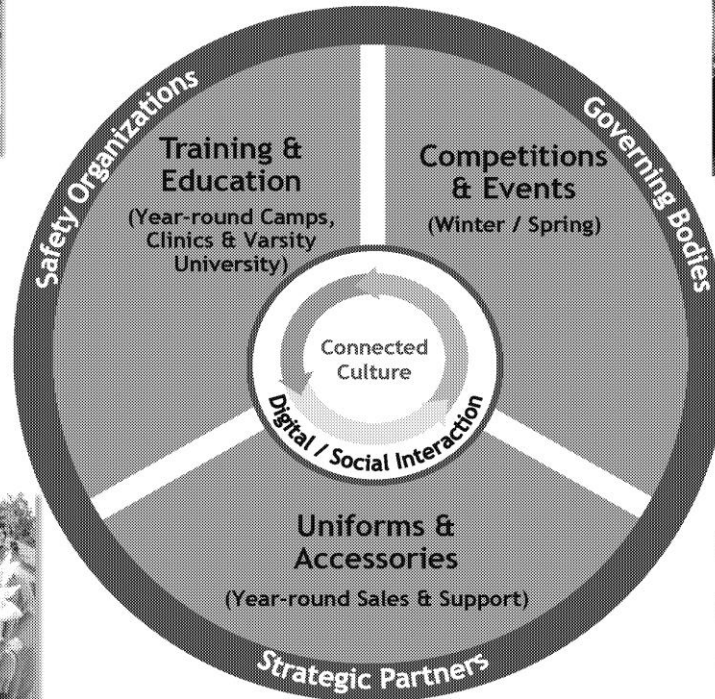 Safety Organizations
Governing Bodies
Training &
Education
(Year-round Camps,
Clinics & Varsity
University)
Competitions
& Events
(Winter / Spring)
Connected
Culture
Digital / Social Interaction
Uniforms &
Accessories
(Year-round Sales & Support)
Strategic Partners